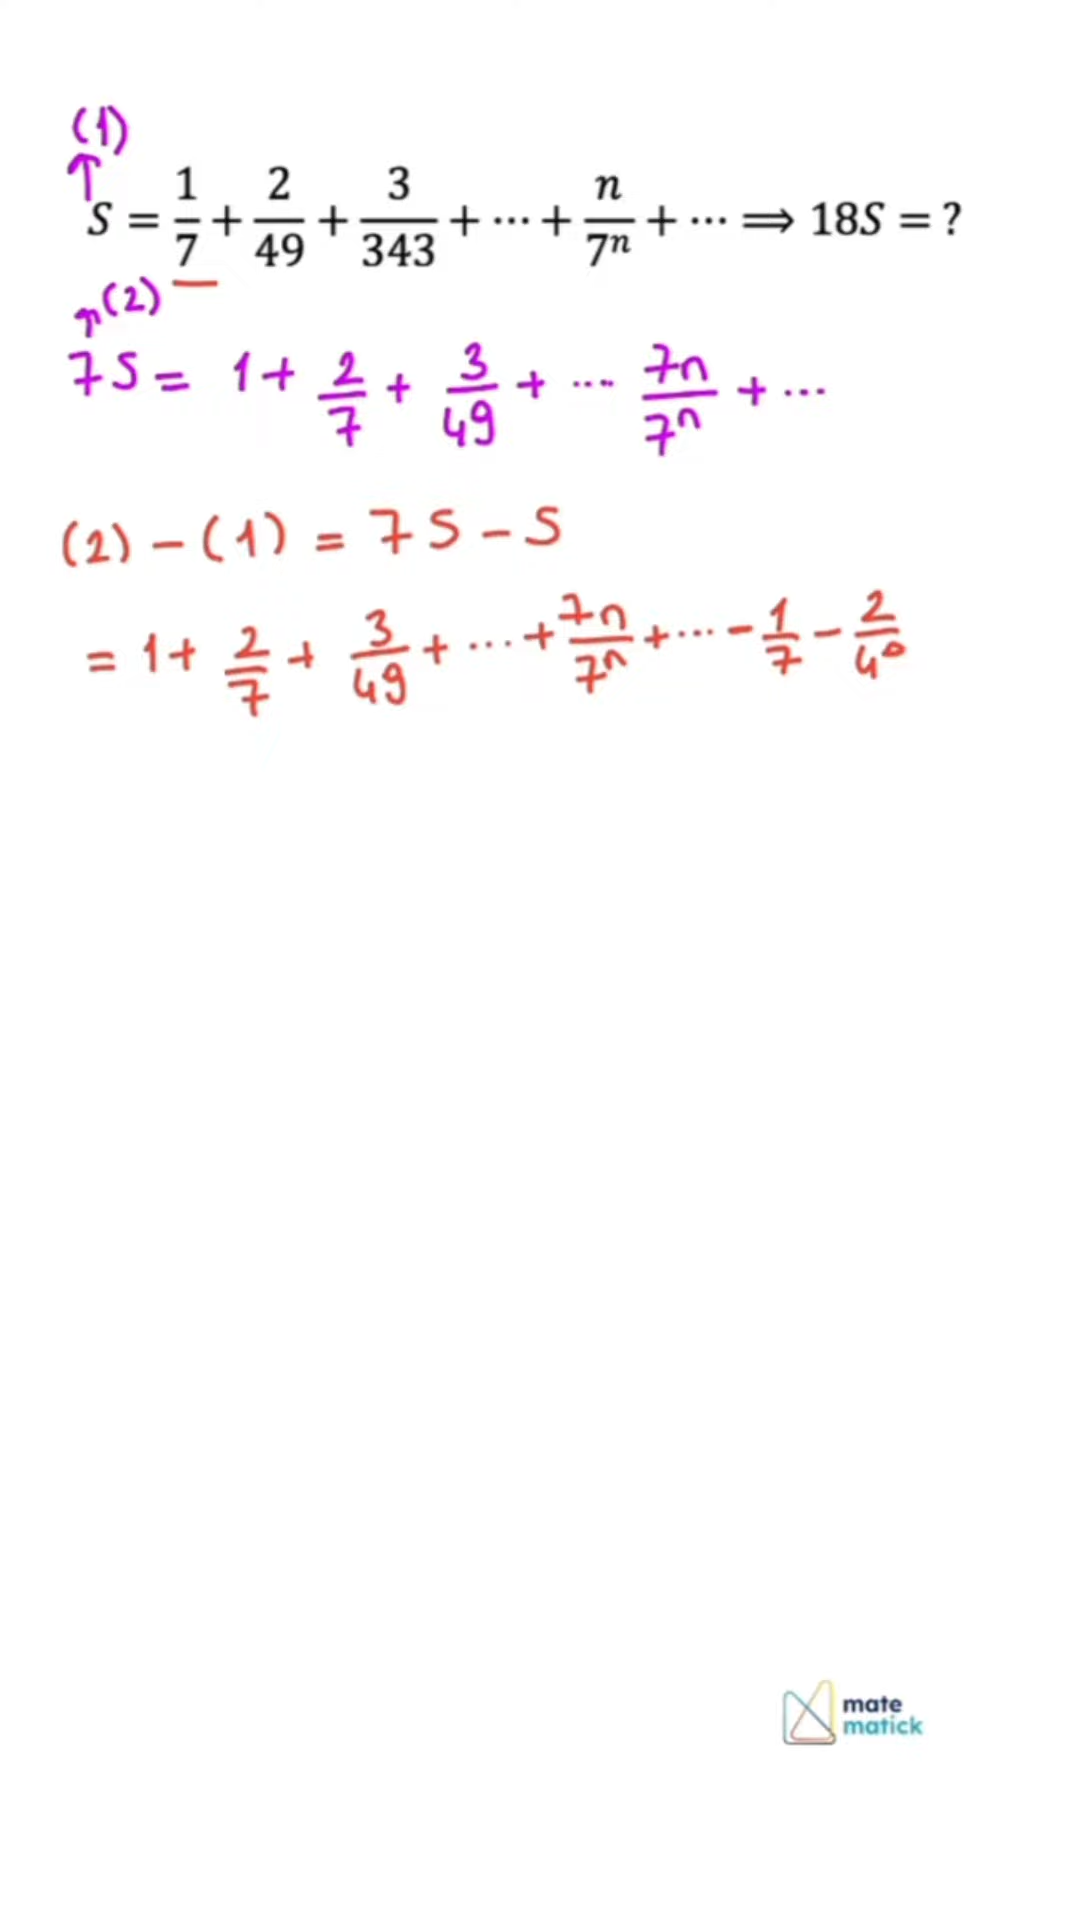 (1)
↑
S = 1/7 + 2/49 + 3/343 + ⋯ + n/7ⁿ + ⋯ ⟹ 18S = ?
↑(2)
7S = 1 + 2/7 + 3/49 + ⋯ 7n/7ⁿ + ⋯
(2) − (1) = 7S − S
= 1 + 2/7 + 3/49 + ⋯ + 7n/7ⁿ + ⋯ − 1/7 − 2/4
mate
matick